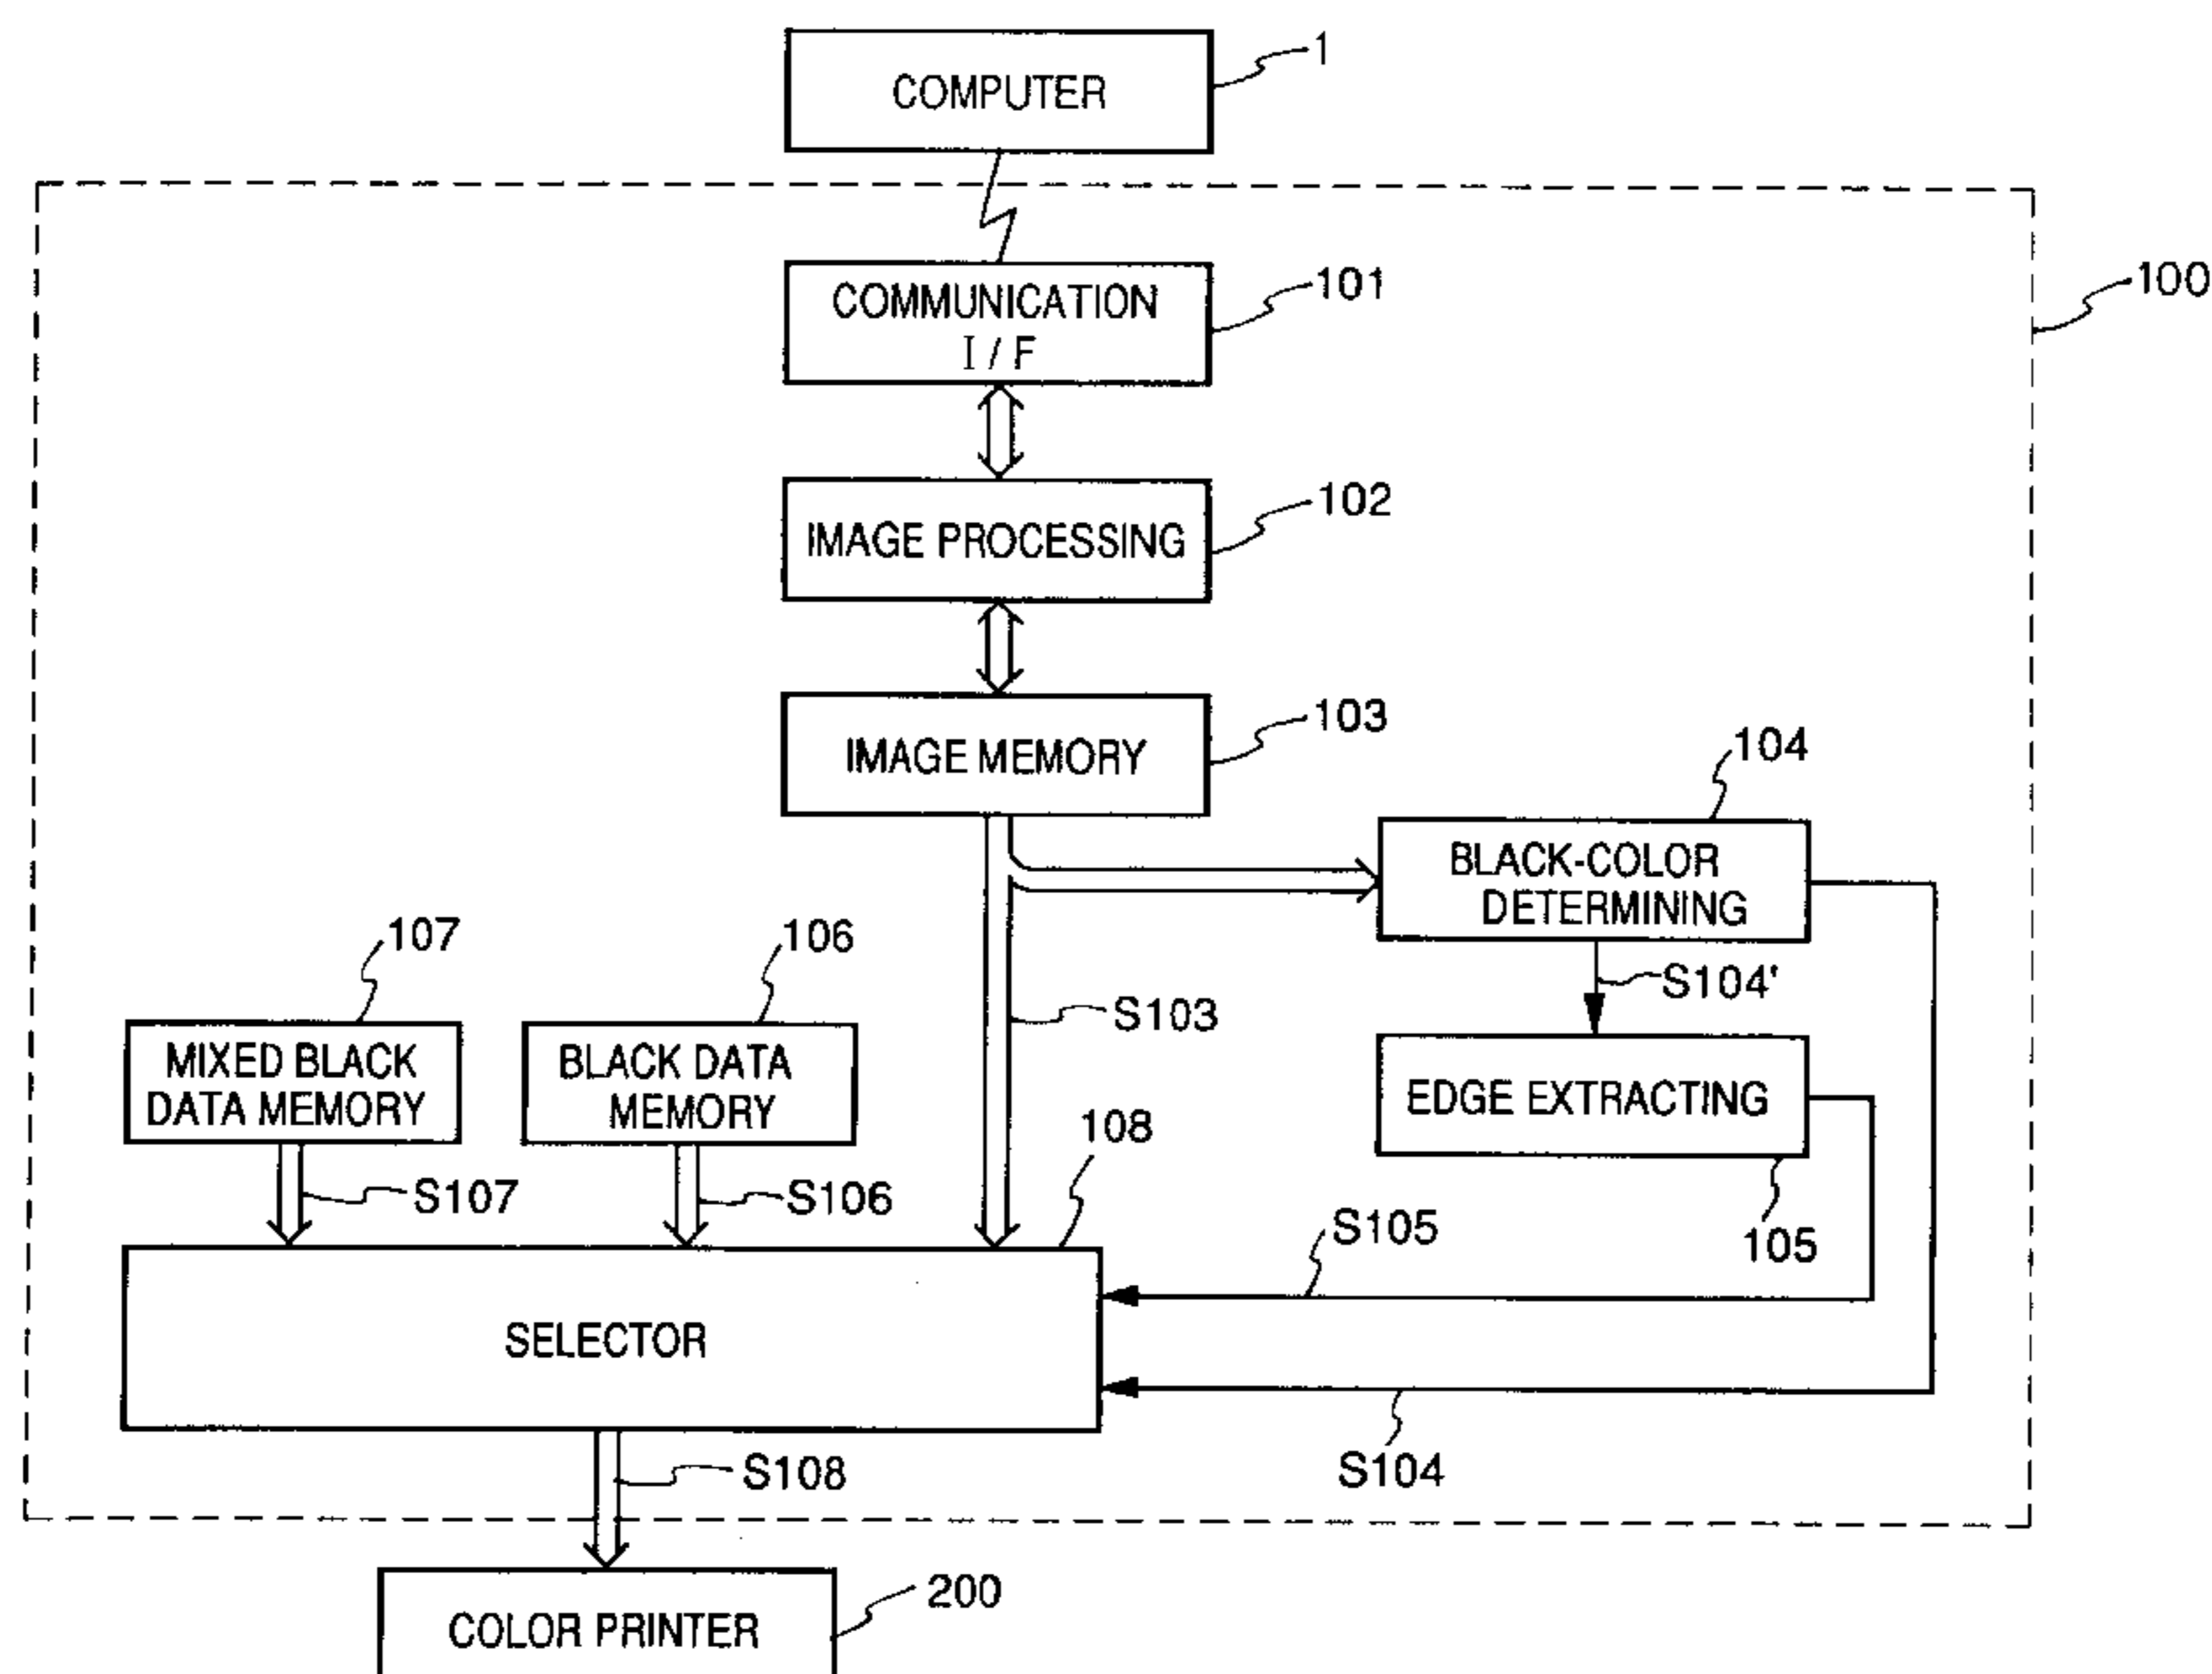 COMPUTER
1
100
COMMUNICATION
I / F
101
IMAGE PROCESSING
102
IMAGE MEMORY
103
104
BLACK-COLOR
DETERMINING
107
106
S104'
S103
MIXED BLACK
DATA MEMORY
BLACK DATA
MEMORY
EDGE EXTRACTING
108
S107
S106
S105
105
SELECTOR
S108
S104
200
COLOR PRINTER